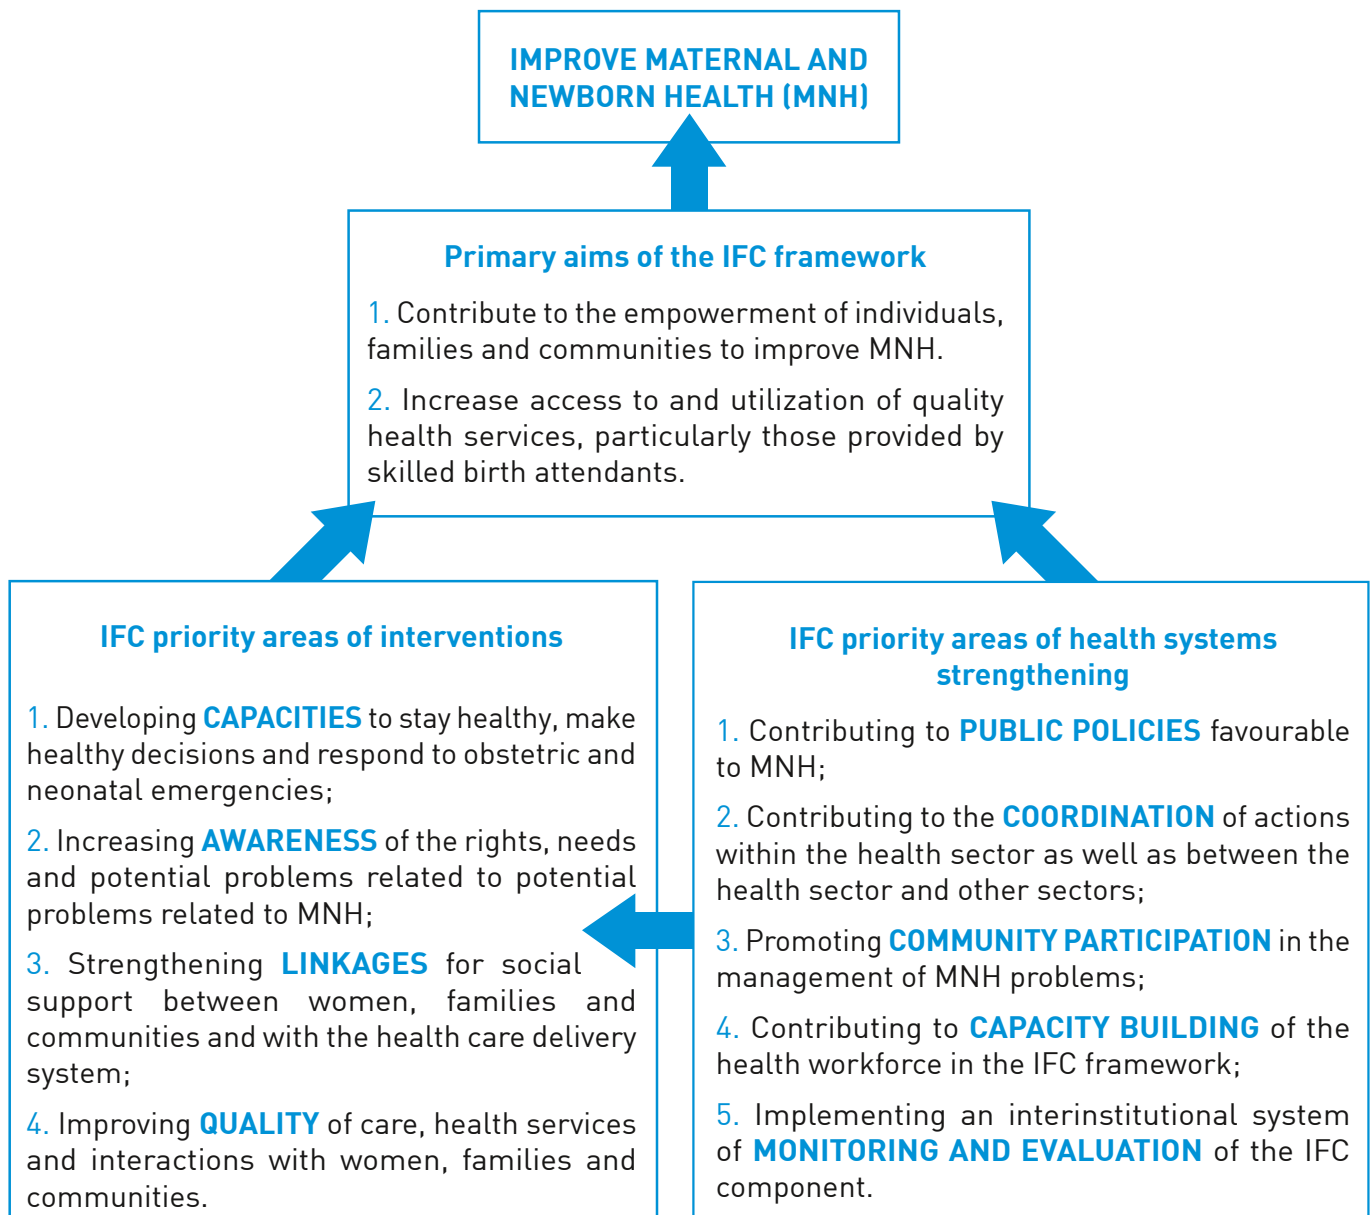 IMPROVE MATERNAL AND
NEWBORN HEALTH (MNH)
Primary aims of the IFC framework
1. Contribute to the empowerment of individuals,
families and communities to improve MNH.
2. Increase access to and utilization of quality
health services, particularly those provided by
skilled birth attendants.
IFC priority areas of interventions
1. Developing CAPACITIES to stay healthy, make
healthy decisions and respond to obstetric and
neonatal emergencies;
2. Increasing AWARENESS of the rights, needs
and potential problems related to potential
problems related to MNH;
3. Strengthening LINKAGES for social
support between women, families and
communities and with the health care delivery
system;
4. Improving QUALITY of care, health services
and interactions with women, families and
communities.
IFC priority areas of health systems
strengthening
1. Contributing to PUBLIC POLICIES favourable
to MNH;
2. Contributing to the COORDINATION of actions
within the health sector as well as between the
health sector and other sectors;
3. Promoting COMMUNITY PARTICIPATION in the
management of MNH problems;
4. Contributing to CAPACITY BUILDING of the
health workforce in the IFC framework;
5. Implementing an interinstitutional system
of MONITORING AND EVALUATION of the IFC
component.